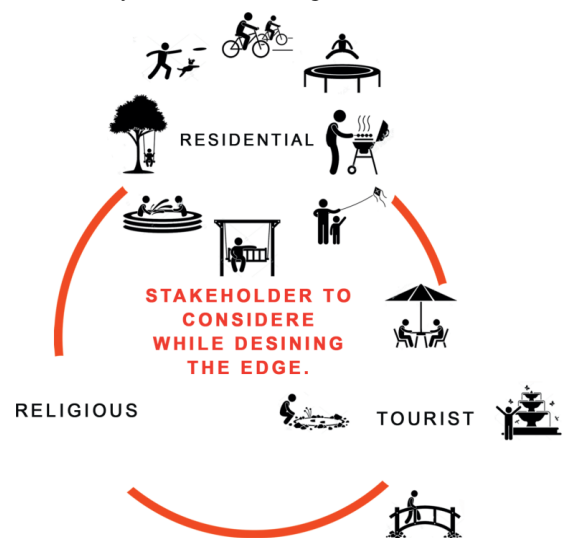 RESIDENTIAL
STAKEHOLDER TO
CONSIDERE
WHILE DESINING
THE EDGE.
RELIGIOUS
TOURIST